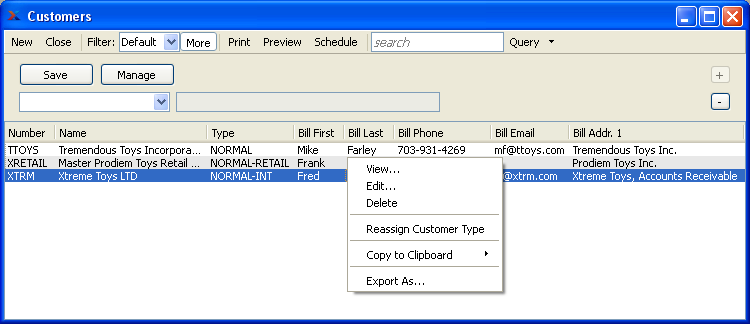 Customers
New Close Filter: Default More Print Preview Schedule search Query
Save Manage +
-
Number Name Type Bill First Bill Last Bill Phone Bill Email Bill Addr. 1
TTOYS Tremendous Toys Incorpora... NORMAL Mike Farley 703-931-4269 mf@ttoys.com Tremendous Toys Inc.
XRETAIL Master Prodiem Toys Retail ... NORMAL-RETAIL Frank Prodiem Toys Inc.
XTRM Xtreme Toys LTD NORMAL-INT Fred @xtrm.com Xtreme Toys, Accounts Receivable
View...
Edit...
Delete
Reassign Customer Type
Copy to Clipboard
Export As...